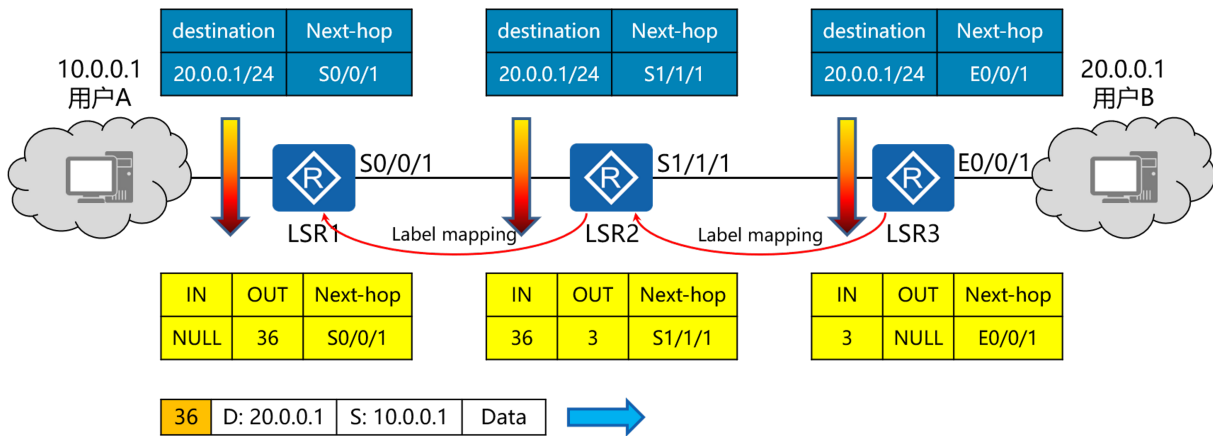 destination Next-hop
20.0.0.1/24 S0/0/1
destination Next-hop
20.0.0.1/24 S1/1/1
destination Next-hop
20.0.0.1/24 E0/0/1
10.0.0.1
用户A
20.0.0.1
用户B
R
S0/0/1
R
S1/1/1
R
E0/0/1
LSR1
Label mapping
LSR2
Label mapping
LSR3
IN OUT Next-hop
NULL 36 S0/0/1
IN OUT Next-hop
36 3 S1/1/1
IN OUT Next-hop
3 NULL E0/0/1
36 D: 20.0.0.1 S: 10.0.0.1 Data